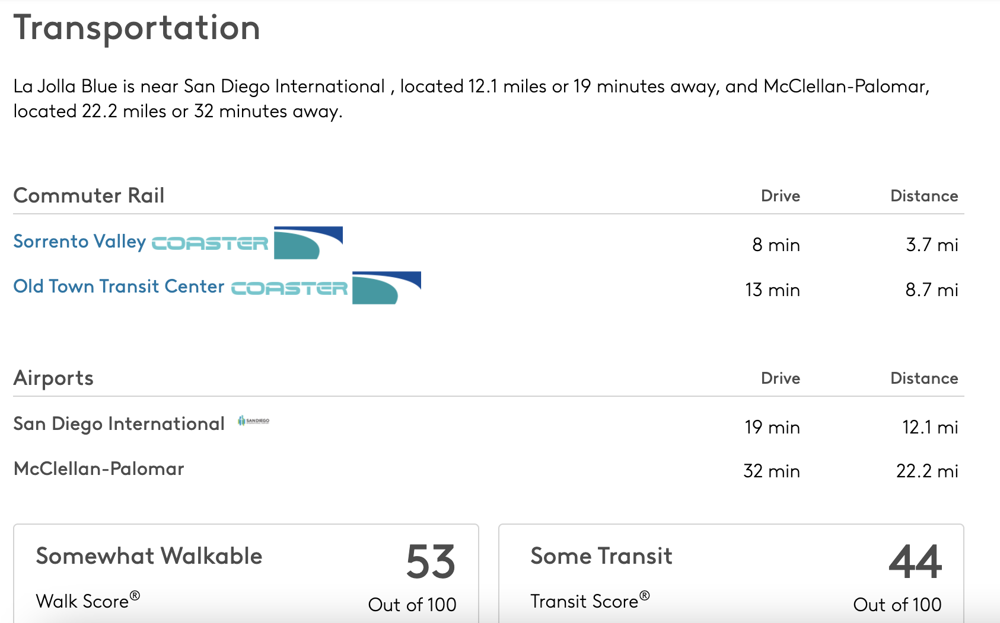 Transportation
La Jolla Blue is near San Diego International , located 12.1 miles or 19 minutes away, and McClellan-Palomar,
located 22.2 miles or 32 minutes away.
Commuter Rail Drive Distance
Sorrento Valley COASTER 8 min 3.7 mi
Old Town Transit Center COASTER 13 min 8.7 mi
Airports Drive Distance
San Diego International SAN DIEGO 19 min 12.1 mi
McClellan-Palomar 32 min 22.2 mi
Somewhat Walkable 53
Walk Score® Out of 100
Some Transit 44
Transit Score® Out of 100